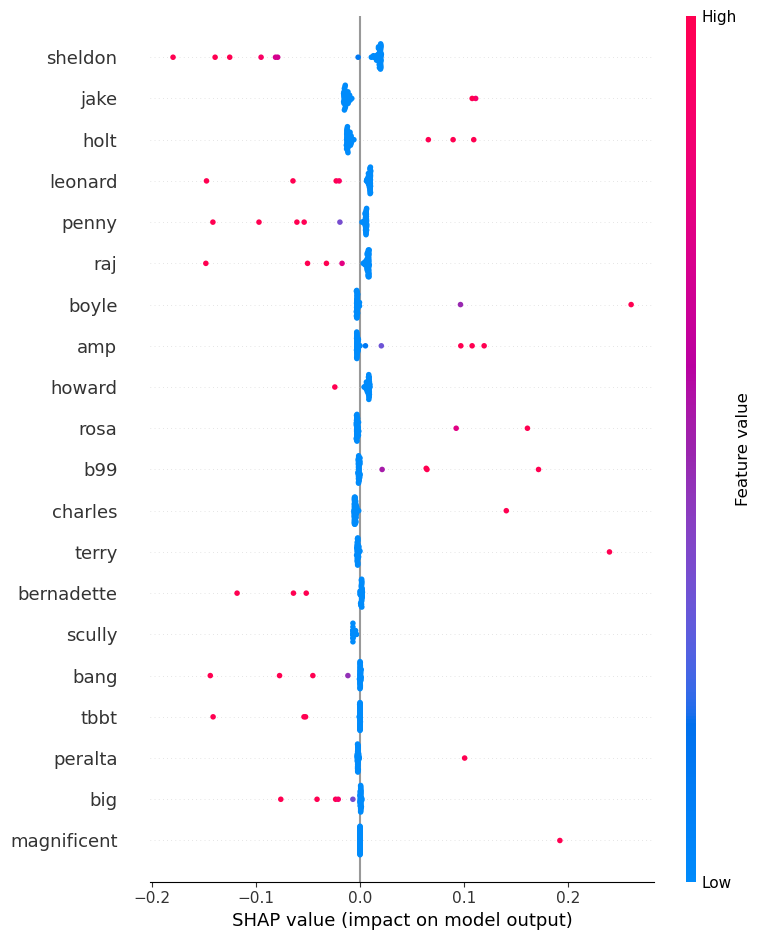 High
sheldon
jake
holt
leonard
penny
raj
boyle
amp
howard
rosa
b99
charles
terry
bernadette
scully
bang
tbbt
peralta
big
magnificent
Feature value
Low
−0.2 −0.1 0.0 0.1 0.2
SHAP value (impact on model output)